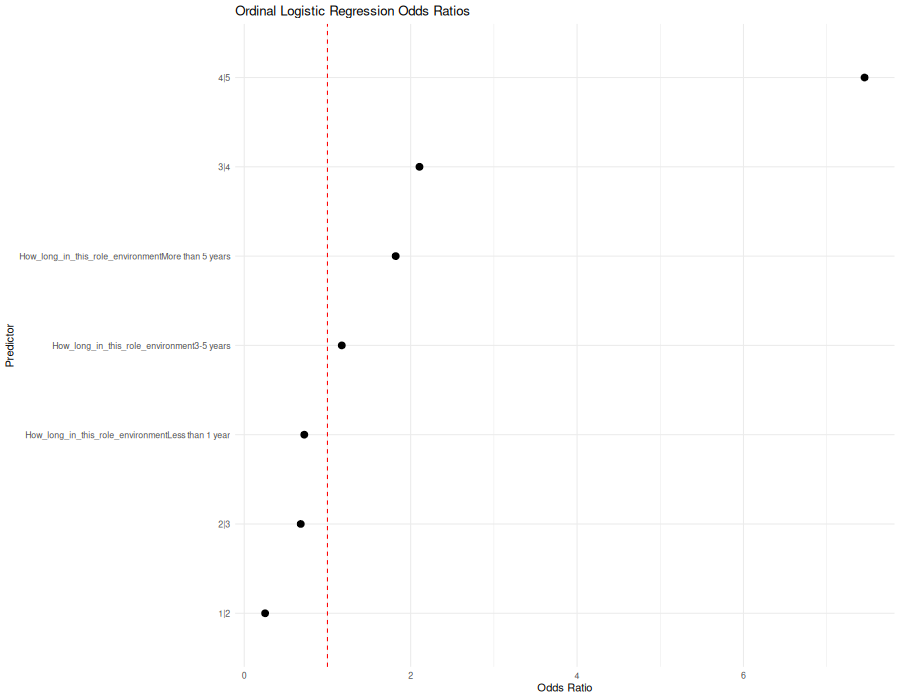 Ordinal Logistic Regression Odds Ratios
4|5
3|4
How_long_in_this_role_environmentMore than 5 years
How_long_in_this_role_environment3-5 years
How_long_in_this_role_environmentLess than 1 year
2|3
1|2
Predictor
0 2 4 6
Odds Ratio